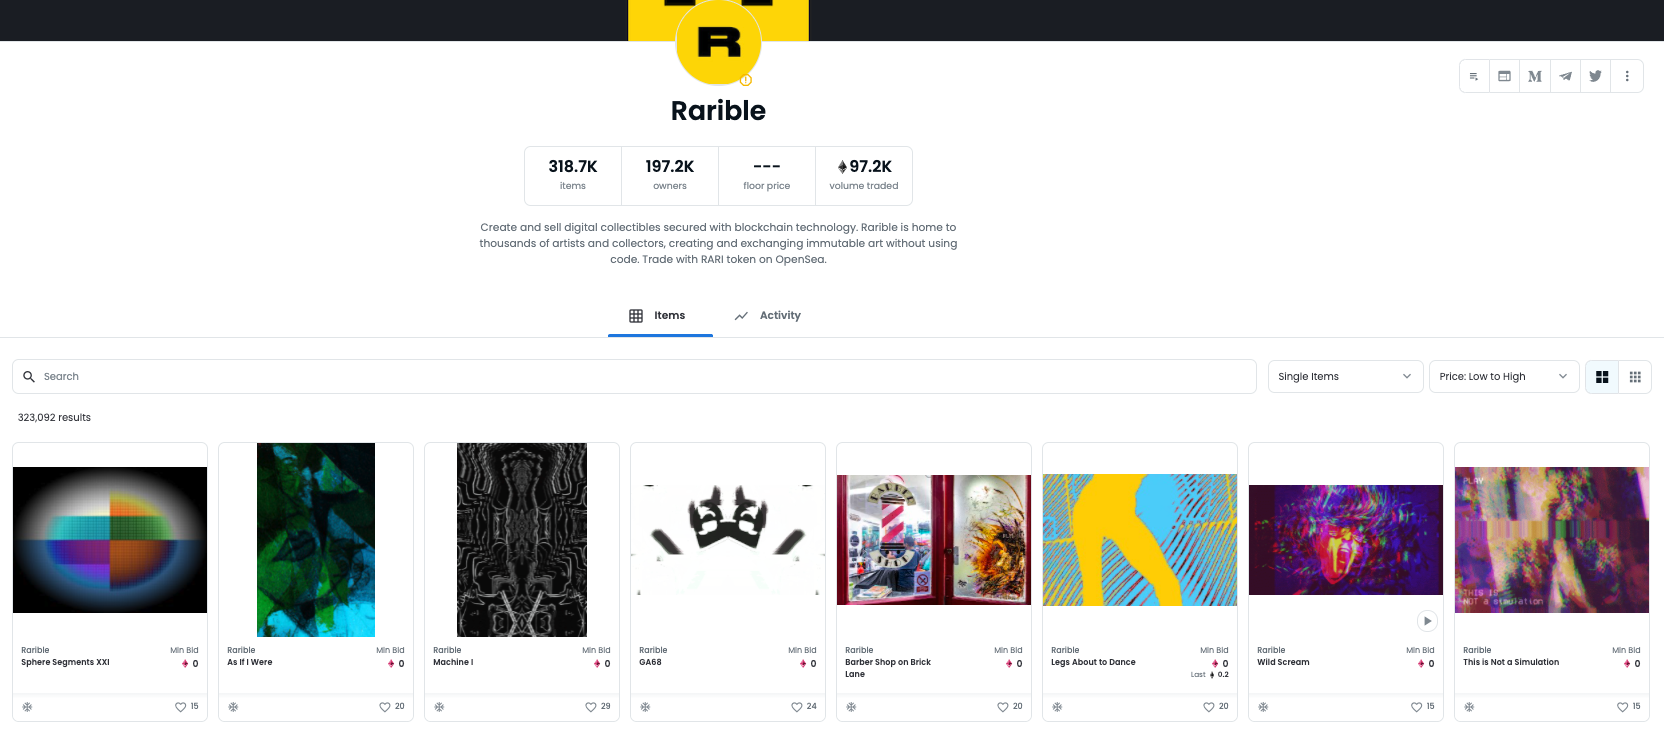 R
Rarible
318.7K
items
197.2K
owners
---
floor price
97.2K
volume traded
Create and sell digital collectibles secured with blockchain technology. Rarible is home to
thousands of artists and collectors, creating and exchanging immutable art without using
code. Trade with RARI token on OpenSea.
Items
Activity
Search
Single Items
Price: Low to High
323,092 results
PLAY
THIS IS
NOT a simulation
Rarible
Min Bid
Sphere Segments XXI
0
15
Rarible
Min Bid
As If I Were
0
20
Rarible
Min Bid
Machine I
0
29
Rarible
Min Bid
GA68
0
24
Rarible
Min Bid
Barber Shop on Brick
Lane
0
20
Rarible
Min Bid
Legs About to Dance
0
Last 0.2
20
Rarible
Min Bid
Wild Scream
0
15
Rarible
Min Bid
This is Not a Simulation
0
15